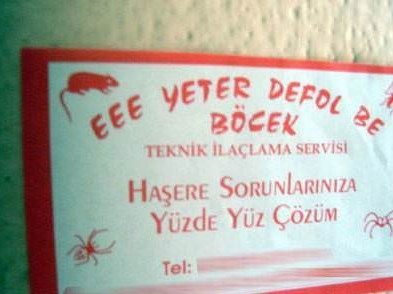 EEE YETER DEFOL BE
BÖCEK
TEKNİK İLAÇLAMA SERVİSİ
HAŞERE SORUNLARINIZA
YÜZDE YÜZ ÇÖZÜM
Tel: